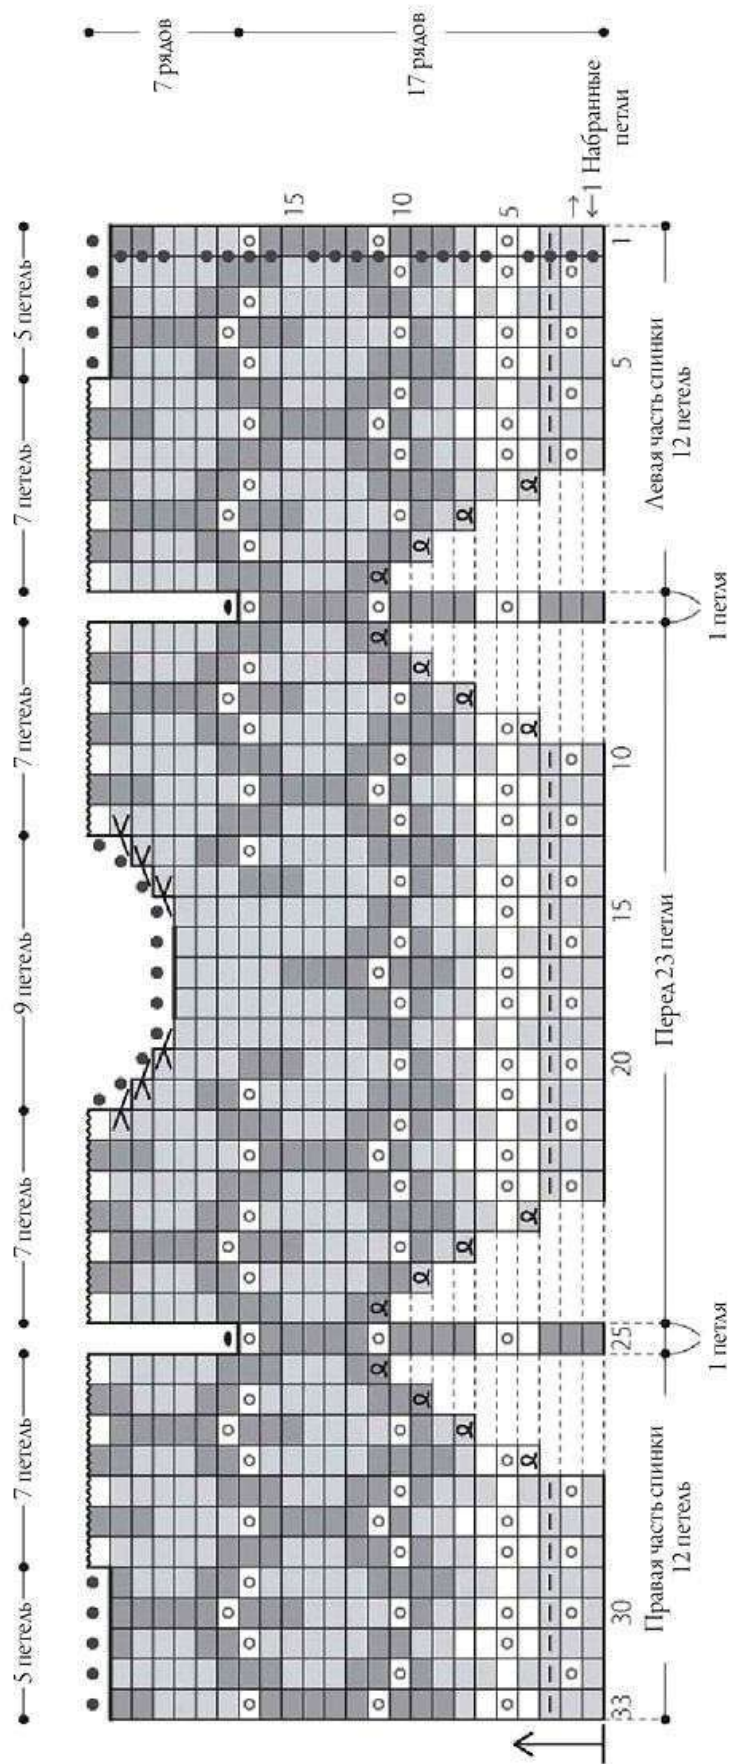 5 петель
7 петель
7 петель
9 петель
7 петель
7 петель
5 петель
7 рядов
17 рядов
15
10
5
→
←1 Набранные
петли
33
30
25
20
15
10
5
1
Правая часть спинки
12 петель
1 петля
Перед 23 петли
1 петля
Левая часть спинки
12 петель